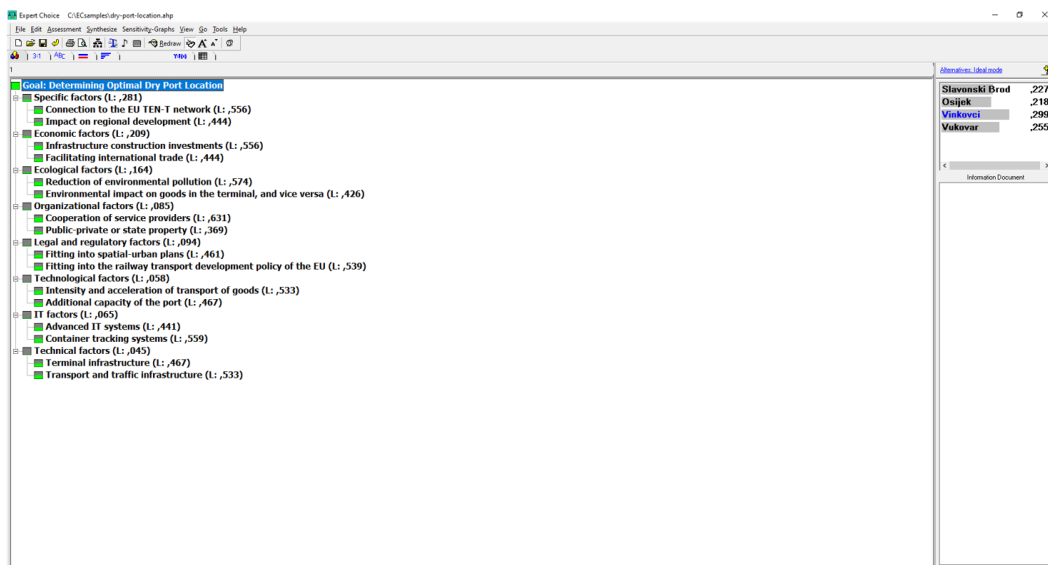 Expert Choice C:\ECsamples\dry-port-location.ahp
File Edit Assessment Synthesize Sensitivity-Graphs View Go Tools Help
Redraw
3:1 ABC
1
Goal: Determining Optimal Dry Port Location
Specific factors (L: ,281)
Connection to the EU TEN-T network (L: ,556)
Impact on regional development (L: ,444)
Economic factors (L: ,209)
Infrastructure construction investments (L: ,556)
Facilitating international trade (L: ,444)
Ecological factors (L: ,164)
Reduction of environmental pollution (L: ,574)
Environmental impact on goods in the terminal, and vice versa (L: ,426)
Organizational factors (L: ,085)
Cooperation of service providers (L: ,631)
Public-private or state property (L: ,369)
Legal and regulatory factors (L: ,094)
Fitting into spatial-urban plans (L: ,461)
Fitting into the railway transport development policy of the EU (L: ,539)
Technological factors (L: ,058)
Intensity and acceleration of transport of goods (L: ,533)
Additional capacity of the port (L: ,467)
IT factors (L: ,065)
Advanced IT systems (L: ,441)
Container tracking systems (L: ,559)
Technical factors (L: ,045)
Terminal infrastructure (L: ,467)
Transport and traffic infrastructure (L: ,533)
Alternatives: Ideal mode
Slavonski Brod ,227
Osijek ,218
Vinkovci ,299
Vukovar ,255
Information Document